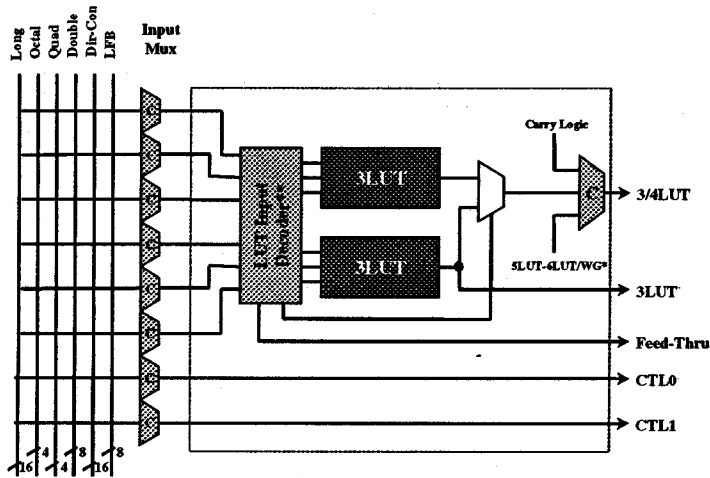 Long
Octal
Quad
Double
Dir-Con
LFB
Input
Mux
C
C
C
C
C
C
C
C
LUT Input
Decoder**
3LUT
3LUT
Carry Logic
C
5LUT-6LUT/WG*
3/4LUT
3LUT
Feed-Thru
CTL0
CTL1
4
8
8
16
4
16